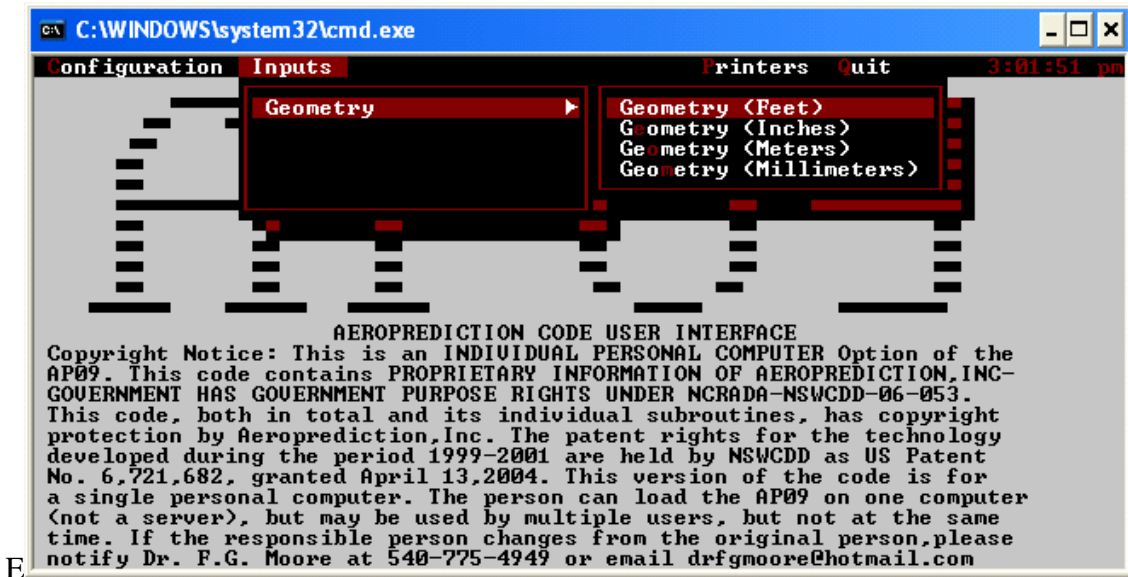 C:\WINDOWS\system32\cmd.exe
Configuration Inputs Printers Quit 3:01:51 pm
Geometry
Geometry (Feet)
Geometry (Inches)
Geometry (Meters)
Geometry (Millimeters)
AEROPREDICTION CODE USER INTERFACE
Copyright Notice: This is an INDIVIDUAL PERSONAL COMPUTER Option of the
AP09. This code contains PROPRIETARY INFORMATION OF AEROPREDICTION,INC-
GOVERNMENT HAS GOVERNMENT PURPOSE RIGHTS UNDER NCRADA-NSWCDD-06-053.
This code, both in total and its individual subroutines, has copyright
protection by Aeroprediction,Inc. The patent rights for the technology
developed during the period 1999-2001 are held by NSWCDD as US Patent
No. 6,721,682, granted April 13,2004. This version of the code is for
a single personal computer. The person can load the AP09 on one computer
(not a server), but may be used by multiple users, but not at the same
time. If the responsible person changes from the original person,please
notify Dr. F.G. Moore at 540-775-4949 or email drfgmoore@hotmail.com
E